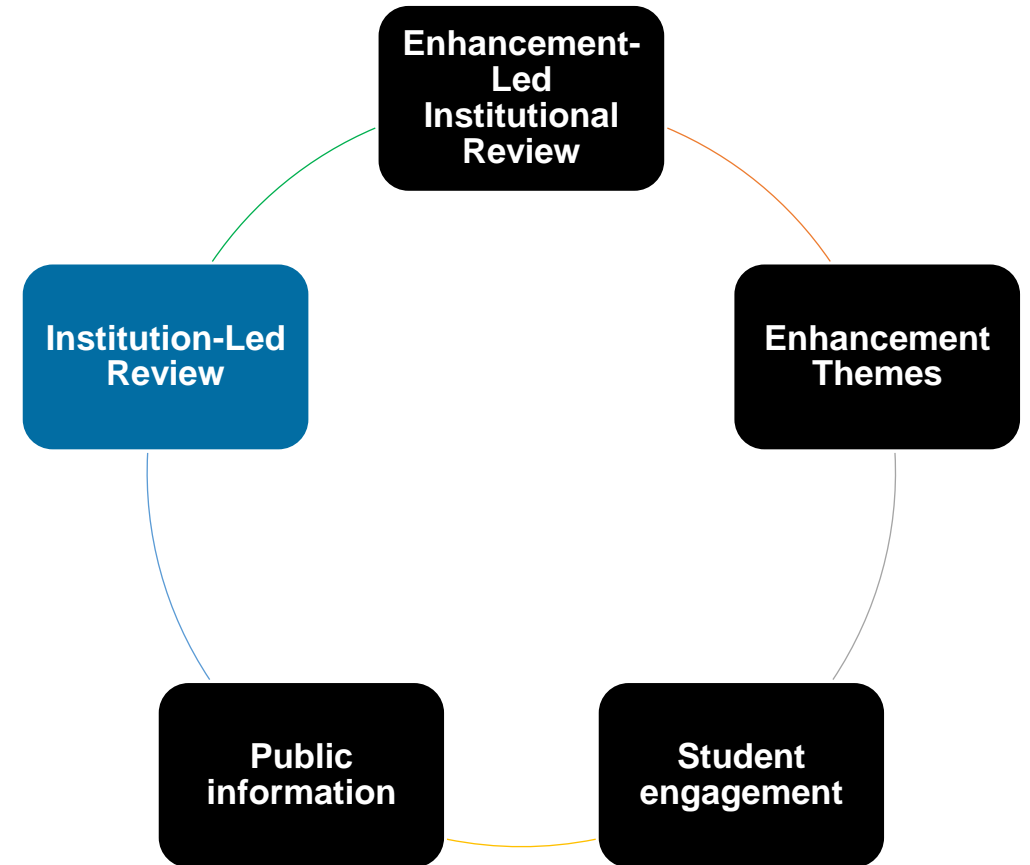 Enhancement-
Led
Institutional
Review
Institution-Led
Review
Enhancement
Themes
Public
information
Student
engagement